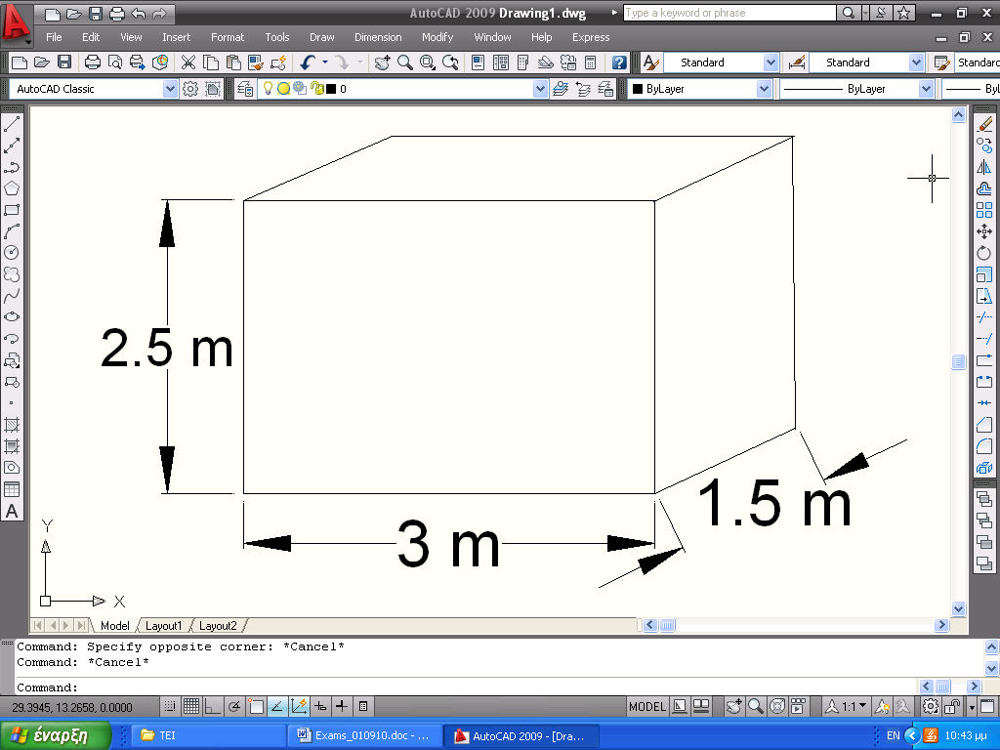 AutoCAD 2009 Drawing1.dwg
Type a keyword or phrase
File Edit View Insert Format Tools Draw Dimension Modify Window Help Express
Standard Standard Standard
AutoCAD Classic 0 ByLayer ByLayer ByL
2.5 m
1.5 m
3 m
Y
X
A
Model Layout1 Layout2
Command: Specify opposite corner: *Cancel*
Command: *Cancel*
Command:
29.3945, 13.2658, 0.0000 MODEL 1:1
έναρξη TEI Exams_010910.doc - ... AutoCAD 2009 - [Dra... EN 10:43 μμ